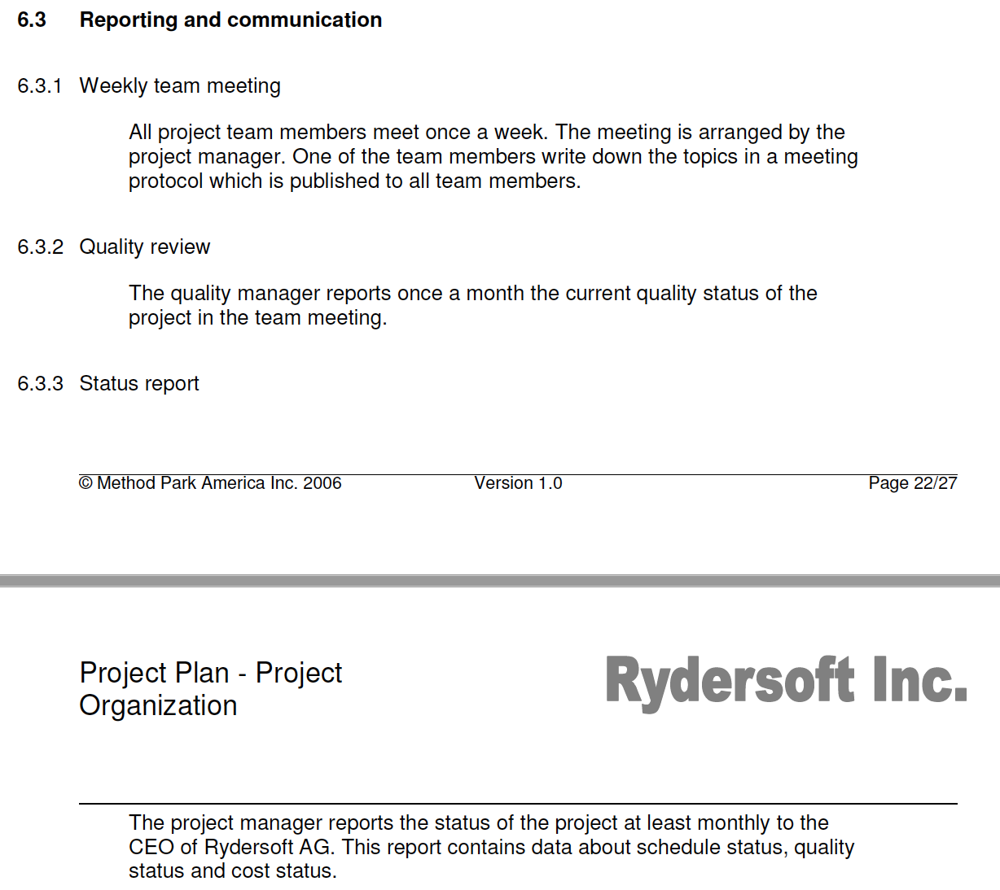 6.3 Reporting and communication
6.3.1 Weekly team meeting
All project team members meet once a week. The meeting is arranged by the
project manager. One of the team members write down the topics in a meeting
protocol which is published to all team members.
6.3.2 Quality review
The quality manager reports once a month the current quality status of the
project in the team meeting.
6.3.3 Status report
© Method Park America Inc. 2006 Version 1.0 Page 22/27
Project Plan - Project
Organization
Rydersoft Inc.
The project manager reports the status of the project at least monthly to the
CEO of Rydersoft AG. This report contains data about schedule status, quality
status and cost status.